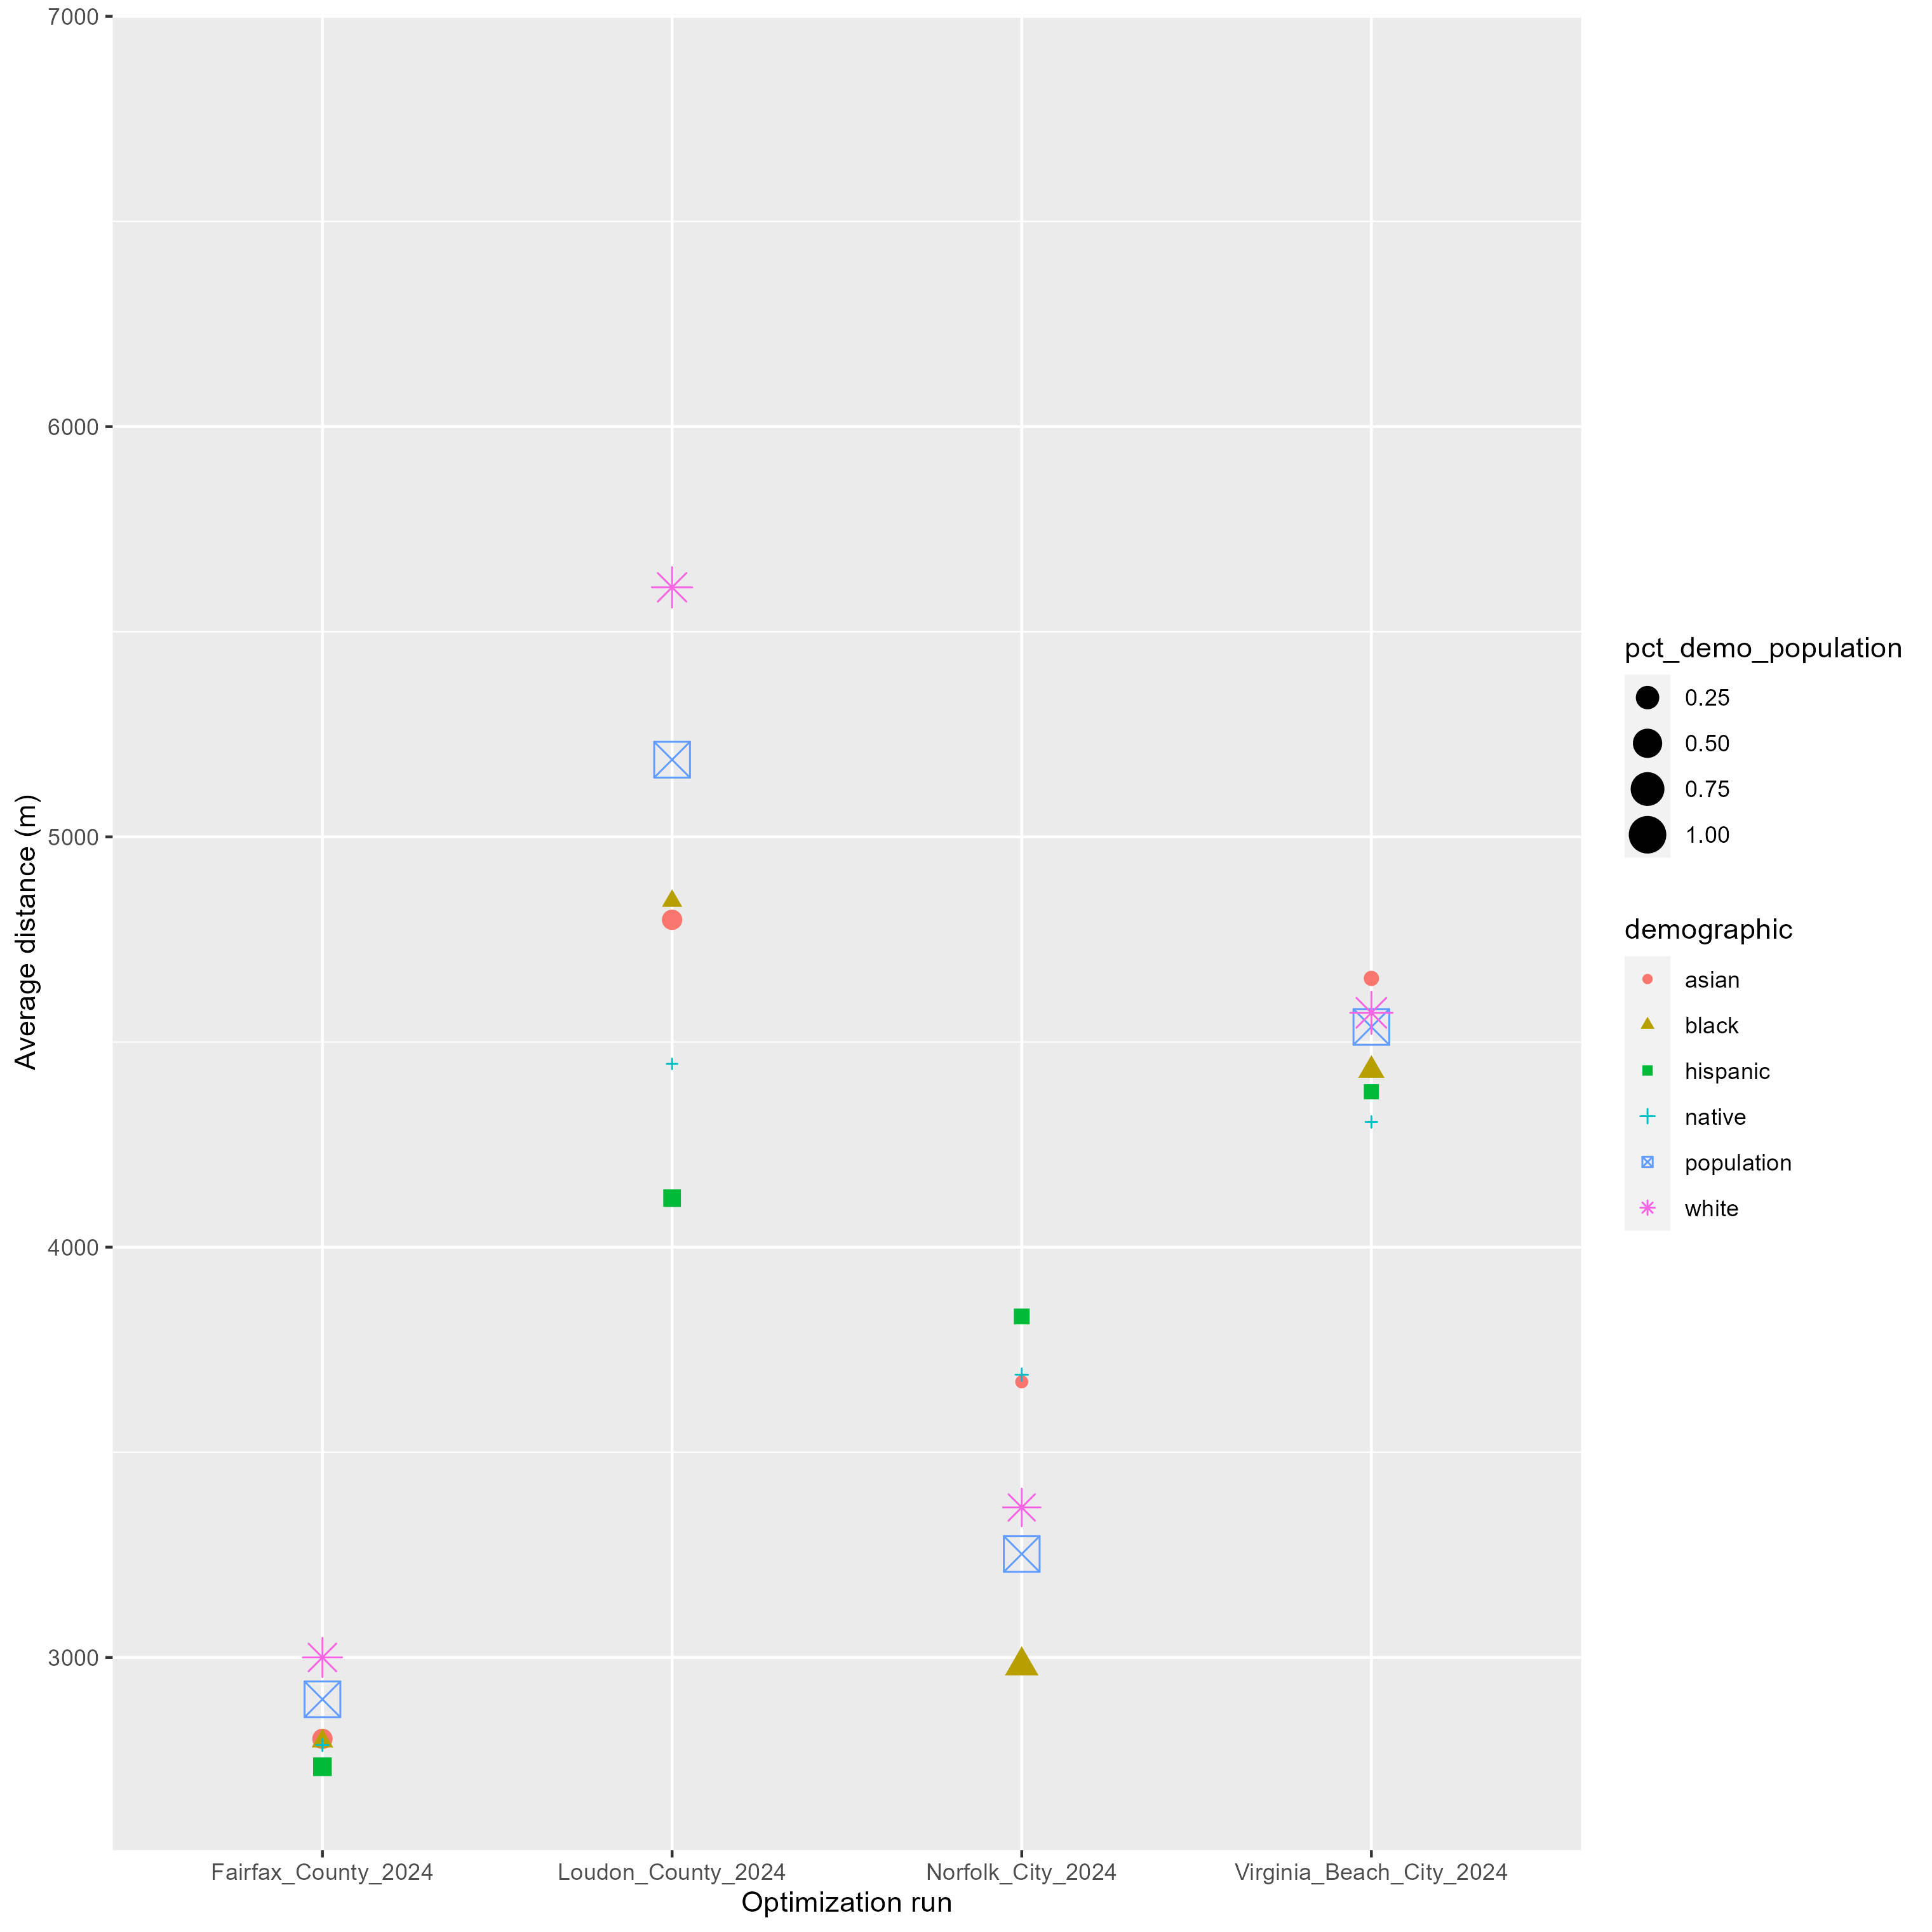 7000
6000
5000
4000
3000
Average distance (m)
Fairfax_County_2024
Loudon_County_2024
Norfolk_City_2024
Virginia_Beach_City_2024
Optimization run
pct_demo_population
0.25
0.50
0.75
1.00
demographic
asian
black
hispanic
native
population
white